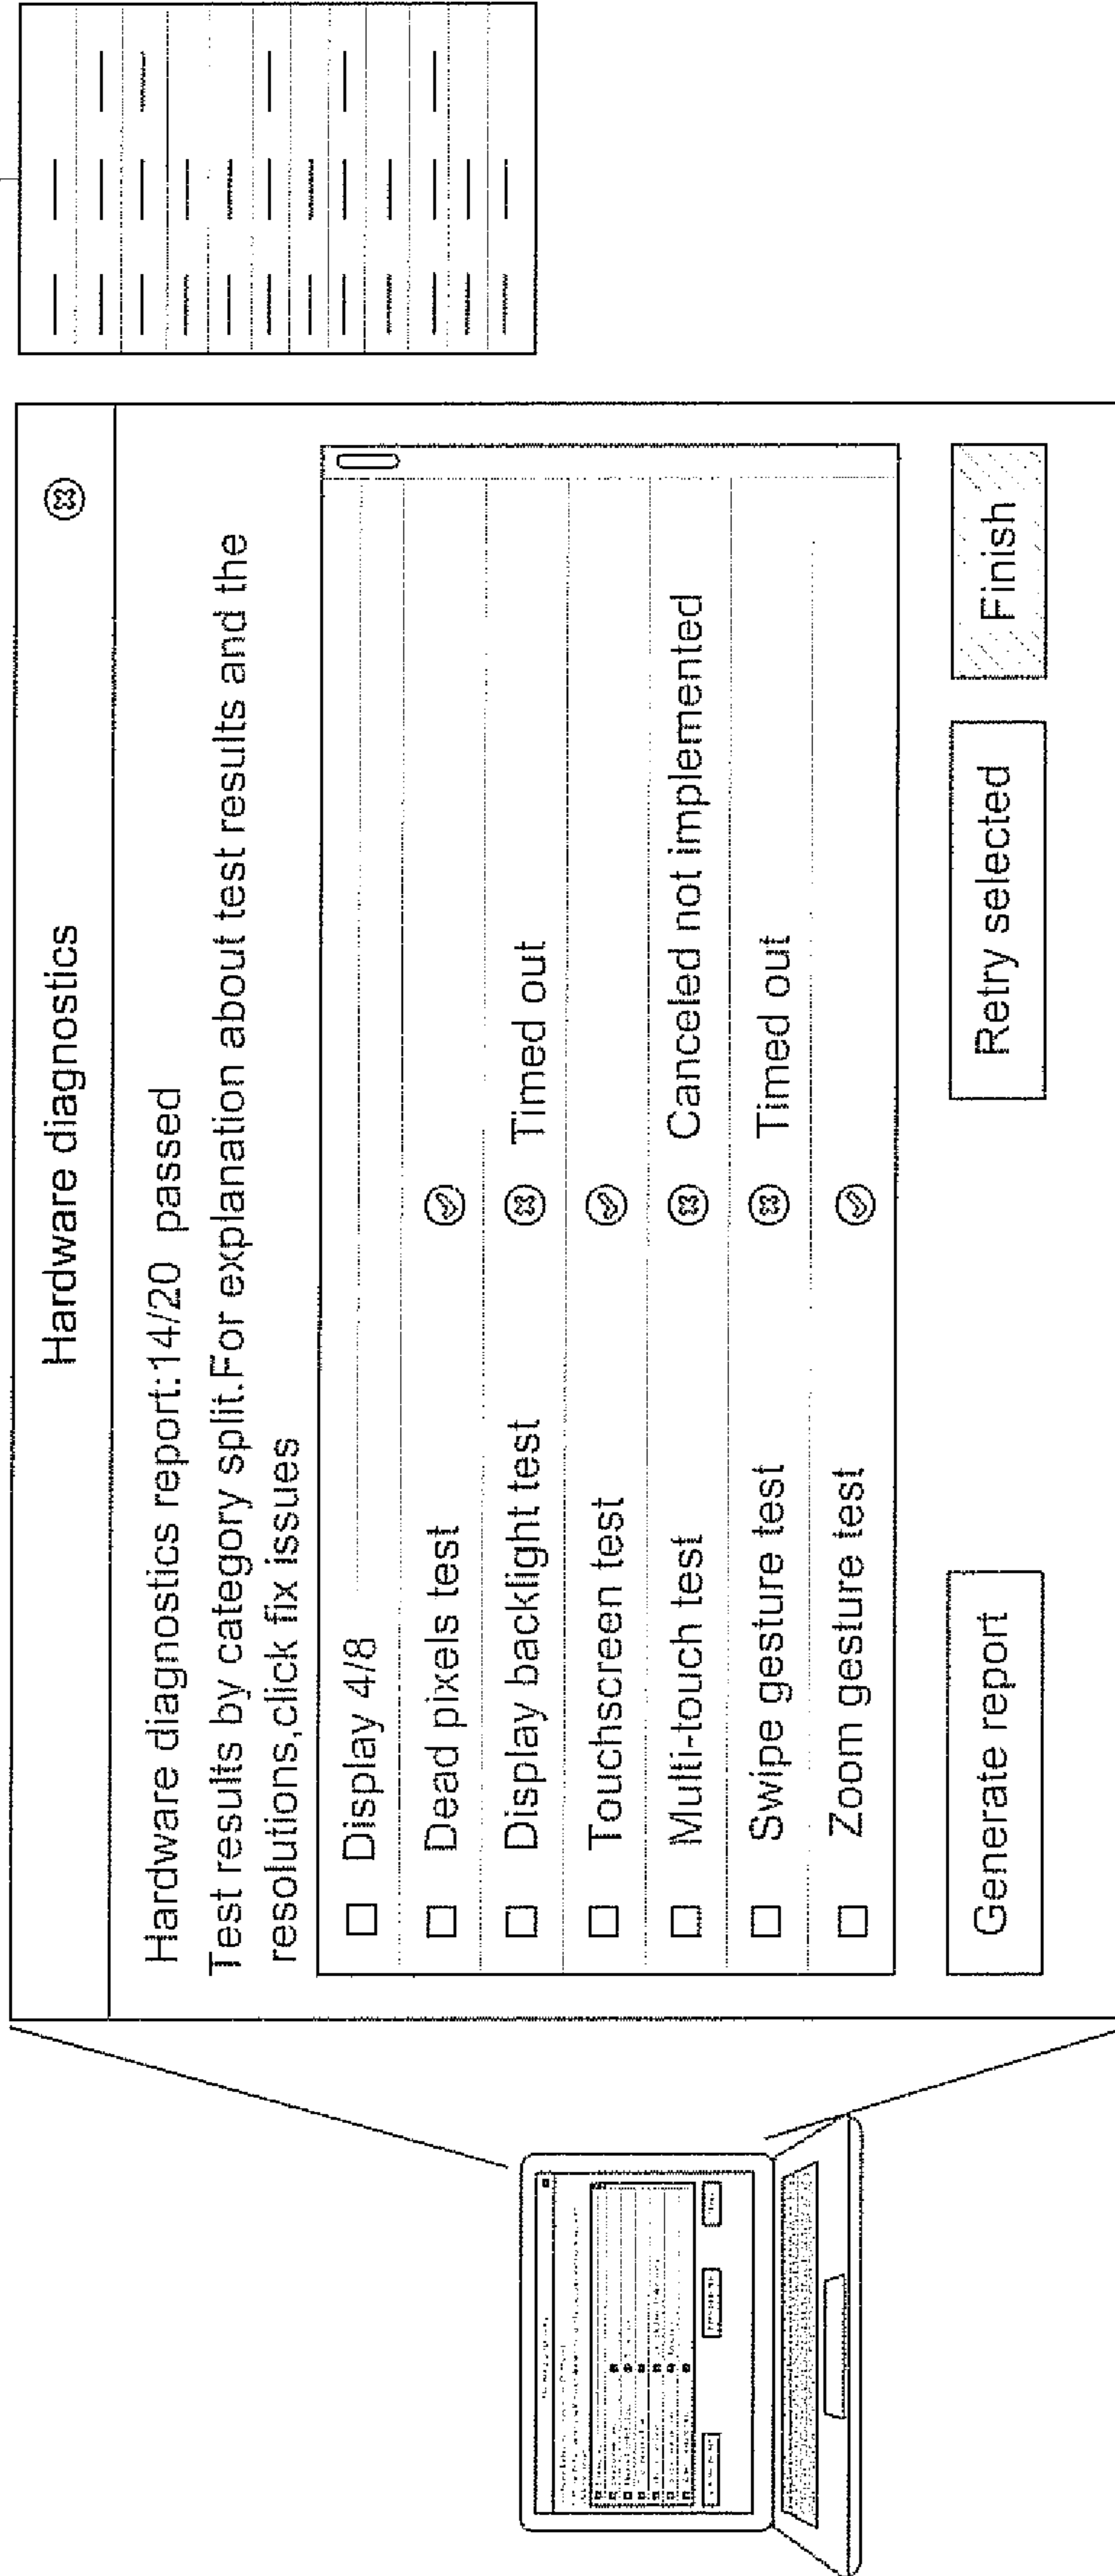 Hardware diagnostics
Hardware diagnostics report:14/20 passed
Test results by category split.For explanation about test results and the
resolutions,click fix issues
Display 4/8
Dead pixels test
Display backlight test Timed out
Touchscreen test
Multi-touch test Canceled not implemented
Swipe gesture test Timed out
Zoom gesture test
Generate report Retry selected Finish